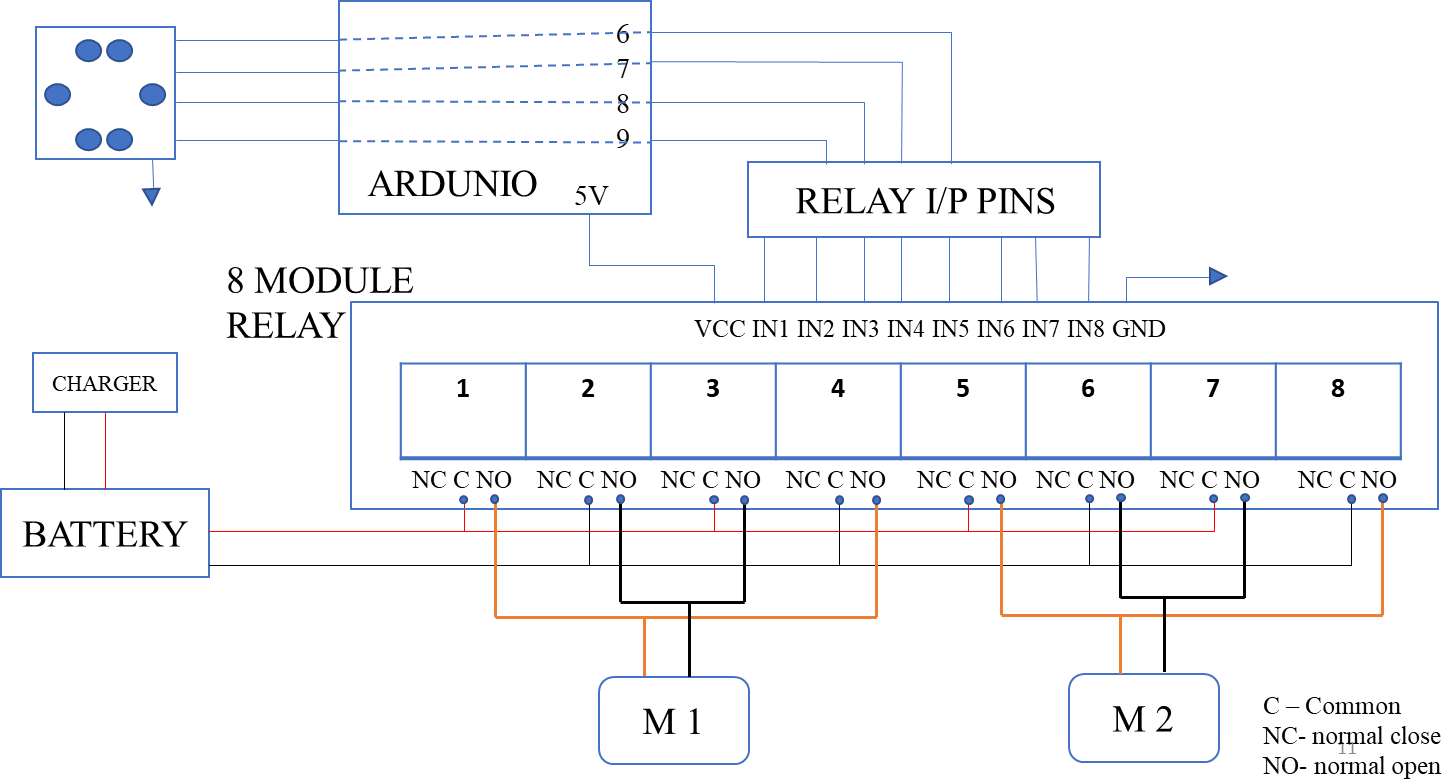 6
7
8
9
ARDUNIO
5V
RELAY I/P PINS
8 MODULE
RELAY
VCC IN1 IN2 IN3 IN4 IN5 IN6 IN7 IN8 GND
CHARGER
1 2 3 4 5 6 7 8
NC C NO NC C NO NC C NO NC C NO NC C NO NC C NO NC C NO NC C NO
BATTERY
M 1
M 2
C – Common
NC- normal close
11
NO- normal open